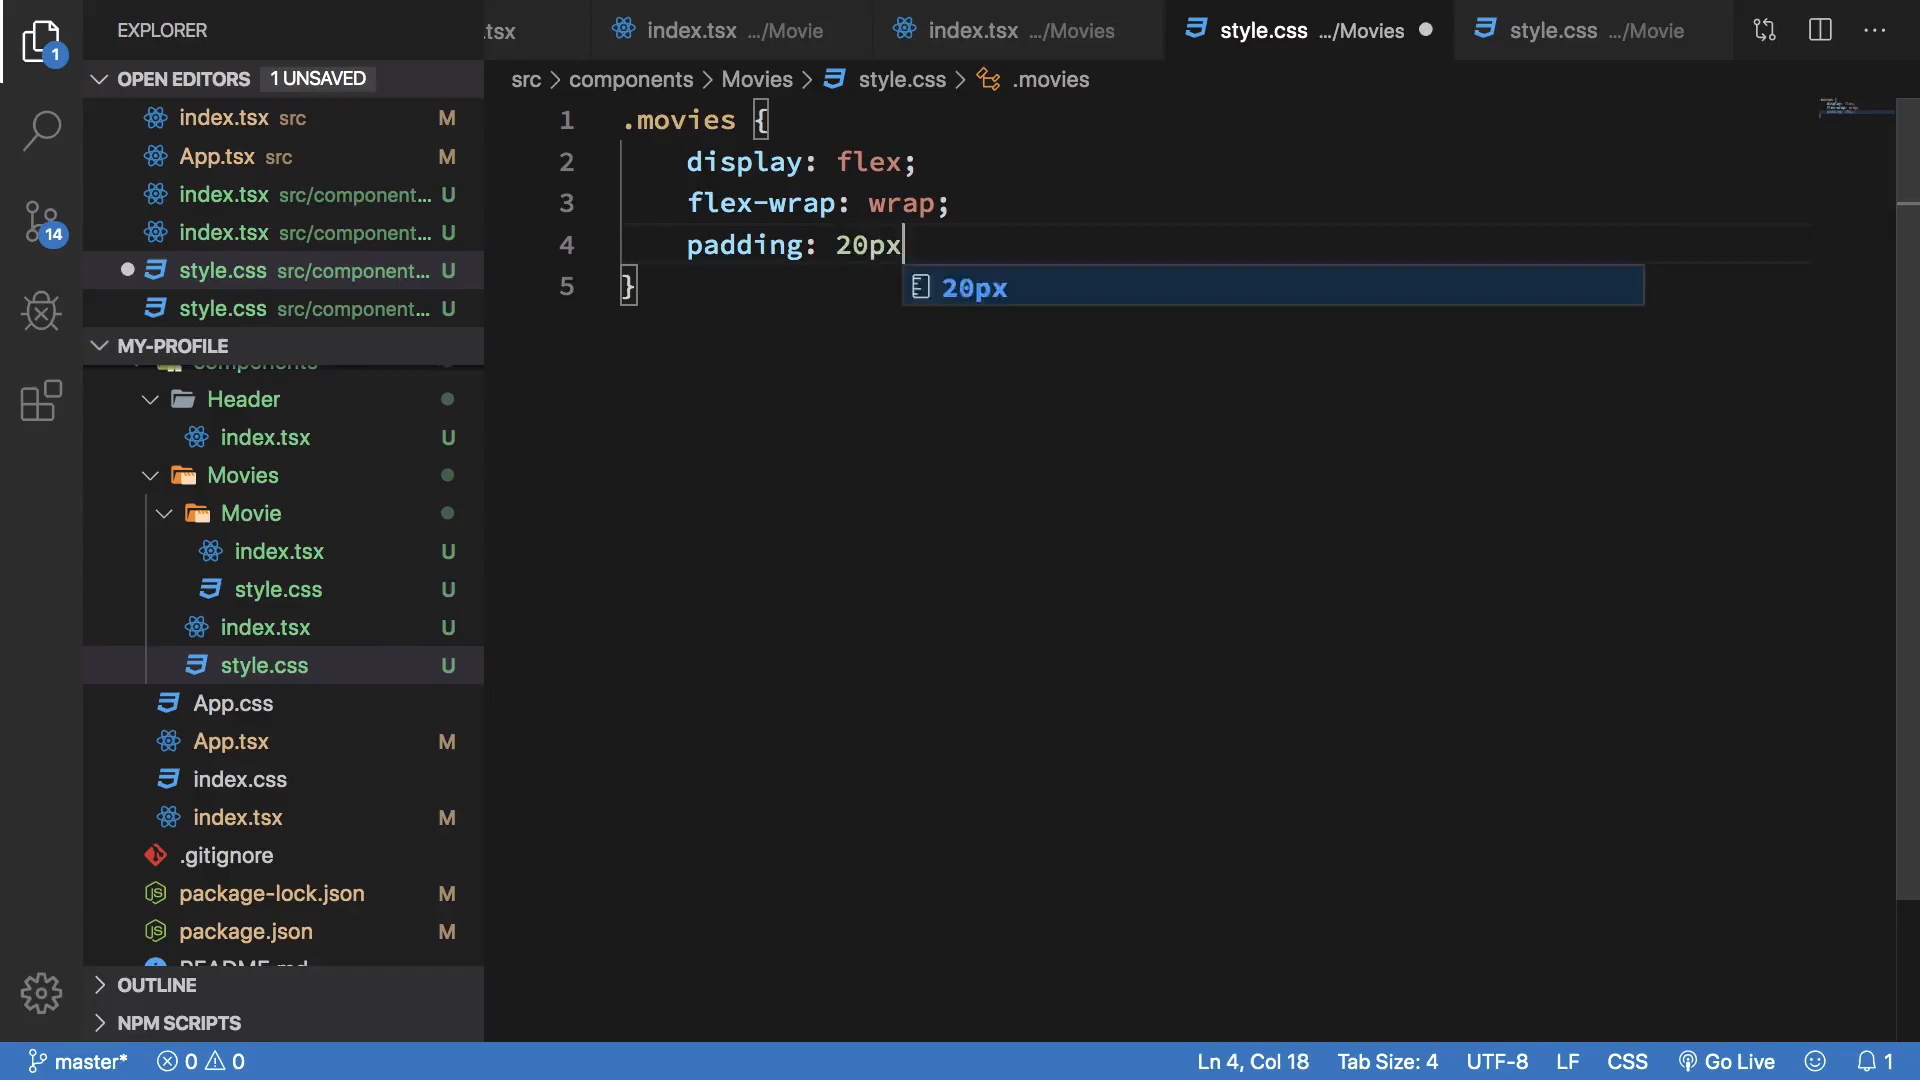 EXPLORER
.tsx
index.tsx .../Movie
index.tsx .../Movies
style.css .../Movies
style.css .../Movie
1
OPEN EDITORS 1 UNSAVED
src > components > Movies > style.css > .movies
index.tsx src M
App.tsx src M
index.tsx src/component... U
index.tsx src/component... U
style.css src/component... U
style.css src/component... U
14
1 .movies {
2 display: flex;
3 flex-wrap: wrap;
4 padding: 20px
5 }
20px
MY-PROFILE
components
Header
index.tsx U
Movies
Movie
index.tsx U
style.css U
index.tsx U
style.css U
App.css
App.tsx M
index.css
index.tsx M
.gitignore
package-lock.json M
package.json M
README.md
OUTLINE
NPM SCRIPTS
master* 0 0 Ln 4, Col 18 Tab Size: 4 UTF-8 LF CSS Go Live 1